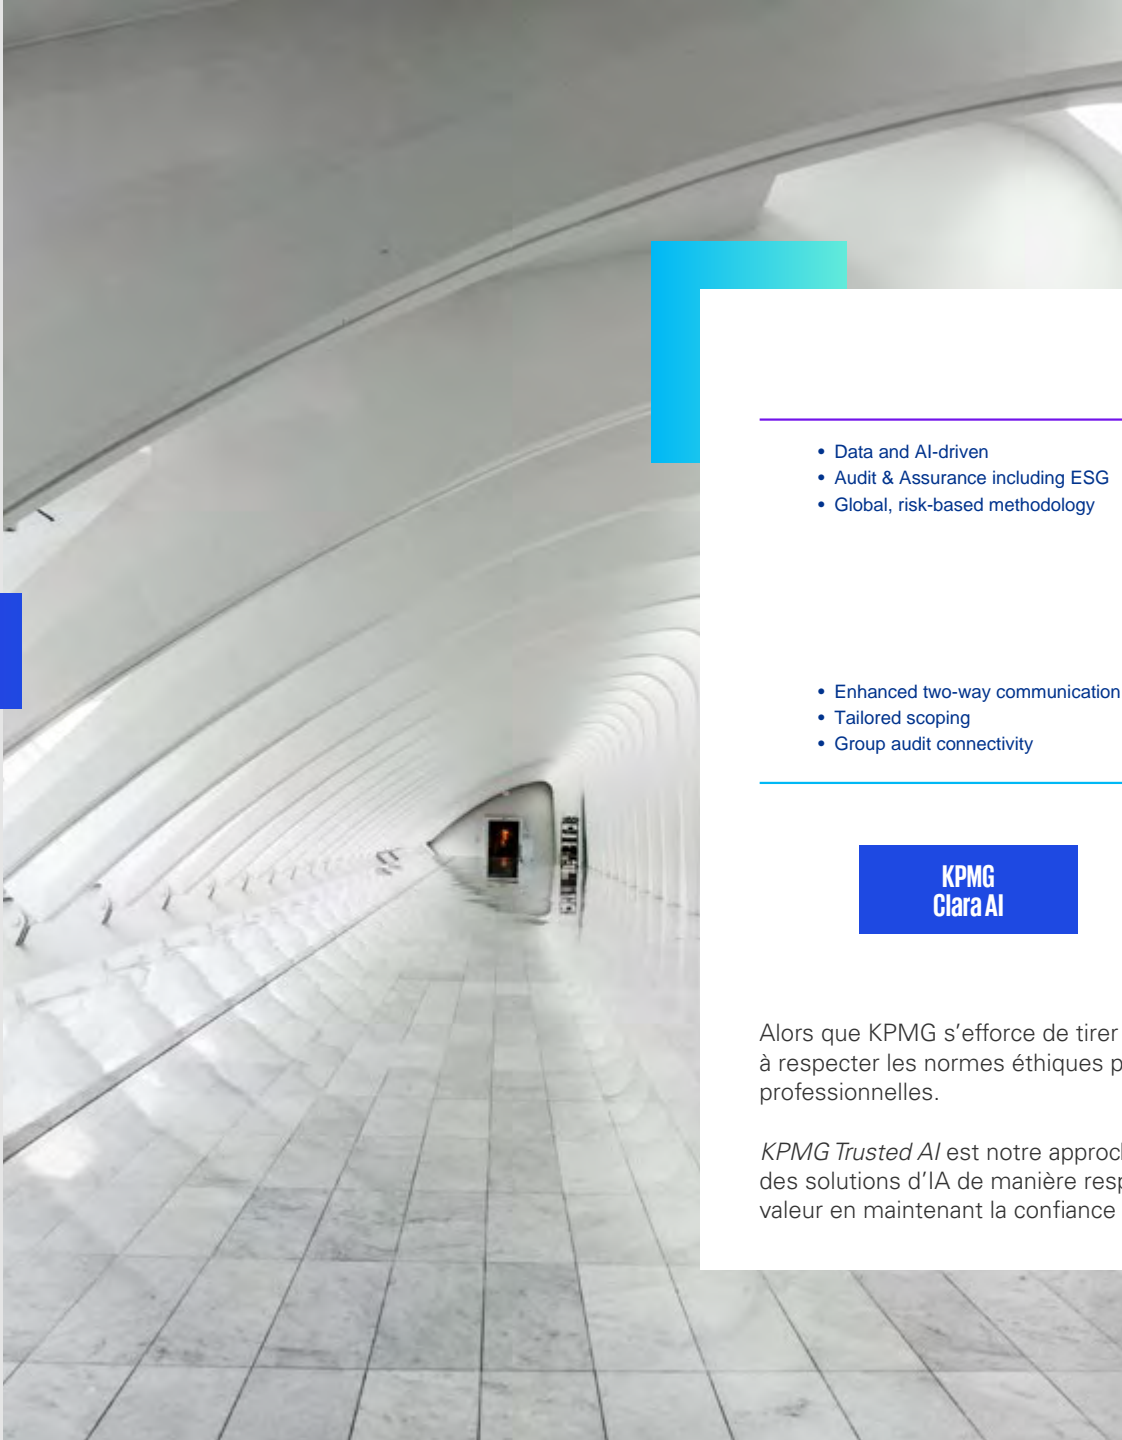 • Data and AI-driven
• Audit & Assurance including ESG
• Global, risk-based methodology
• Enhanced two-way communication
• Tailored scoping
• Group audit connectivity
KPMG
Clara AI
Alors que KPMG s’efforce de tirer
à respecter les normes éthiques
professionnelles.
KPMG Trusted AI est notre
des solutions d’IA de manière
valeur en maintenant la confiance